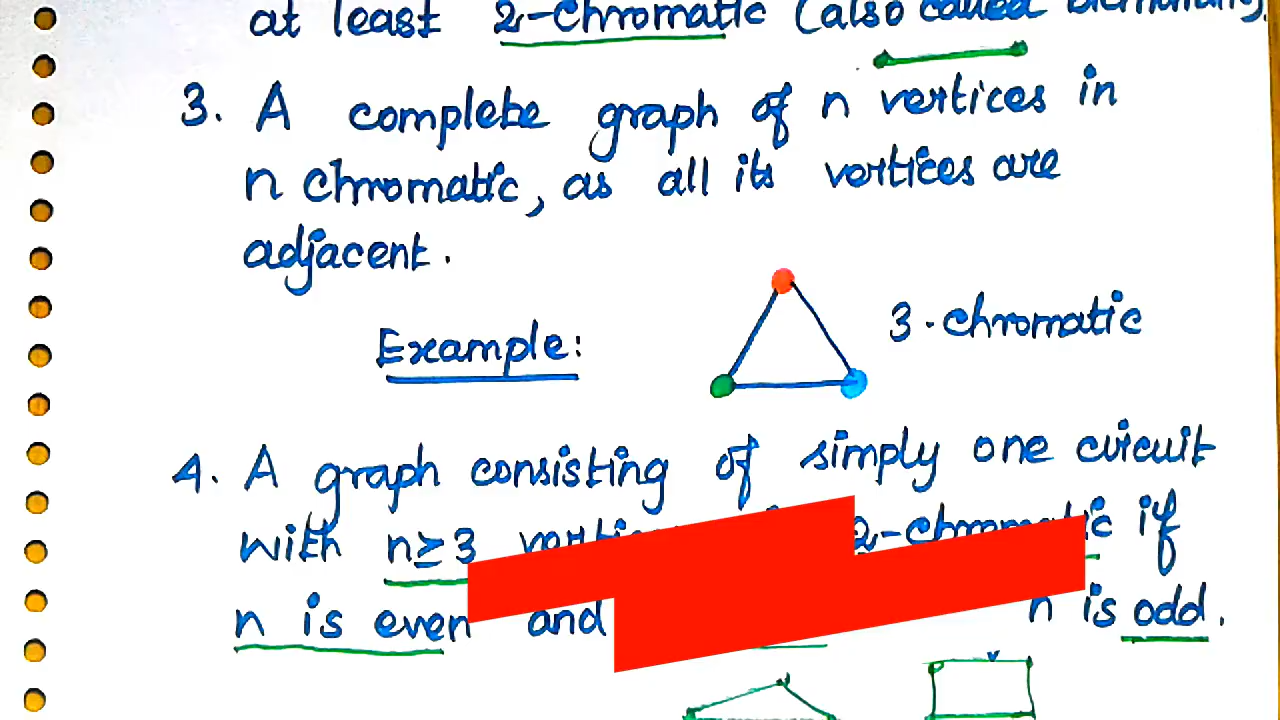 at least 2-chromatic (also called
3. A complete graph of n vertices in
n chromatic, as all its vertices are
adjacent.
Example:
3-chromatic
4. A graph consisting of simply one circuit
with n≥3 2-chromatic if
n is even and n is odd.